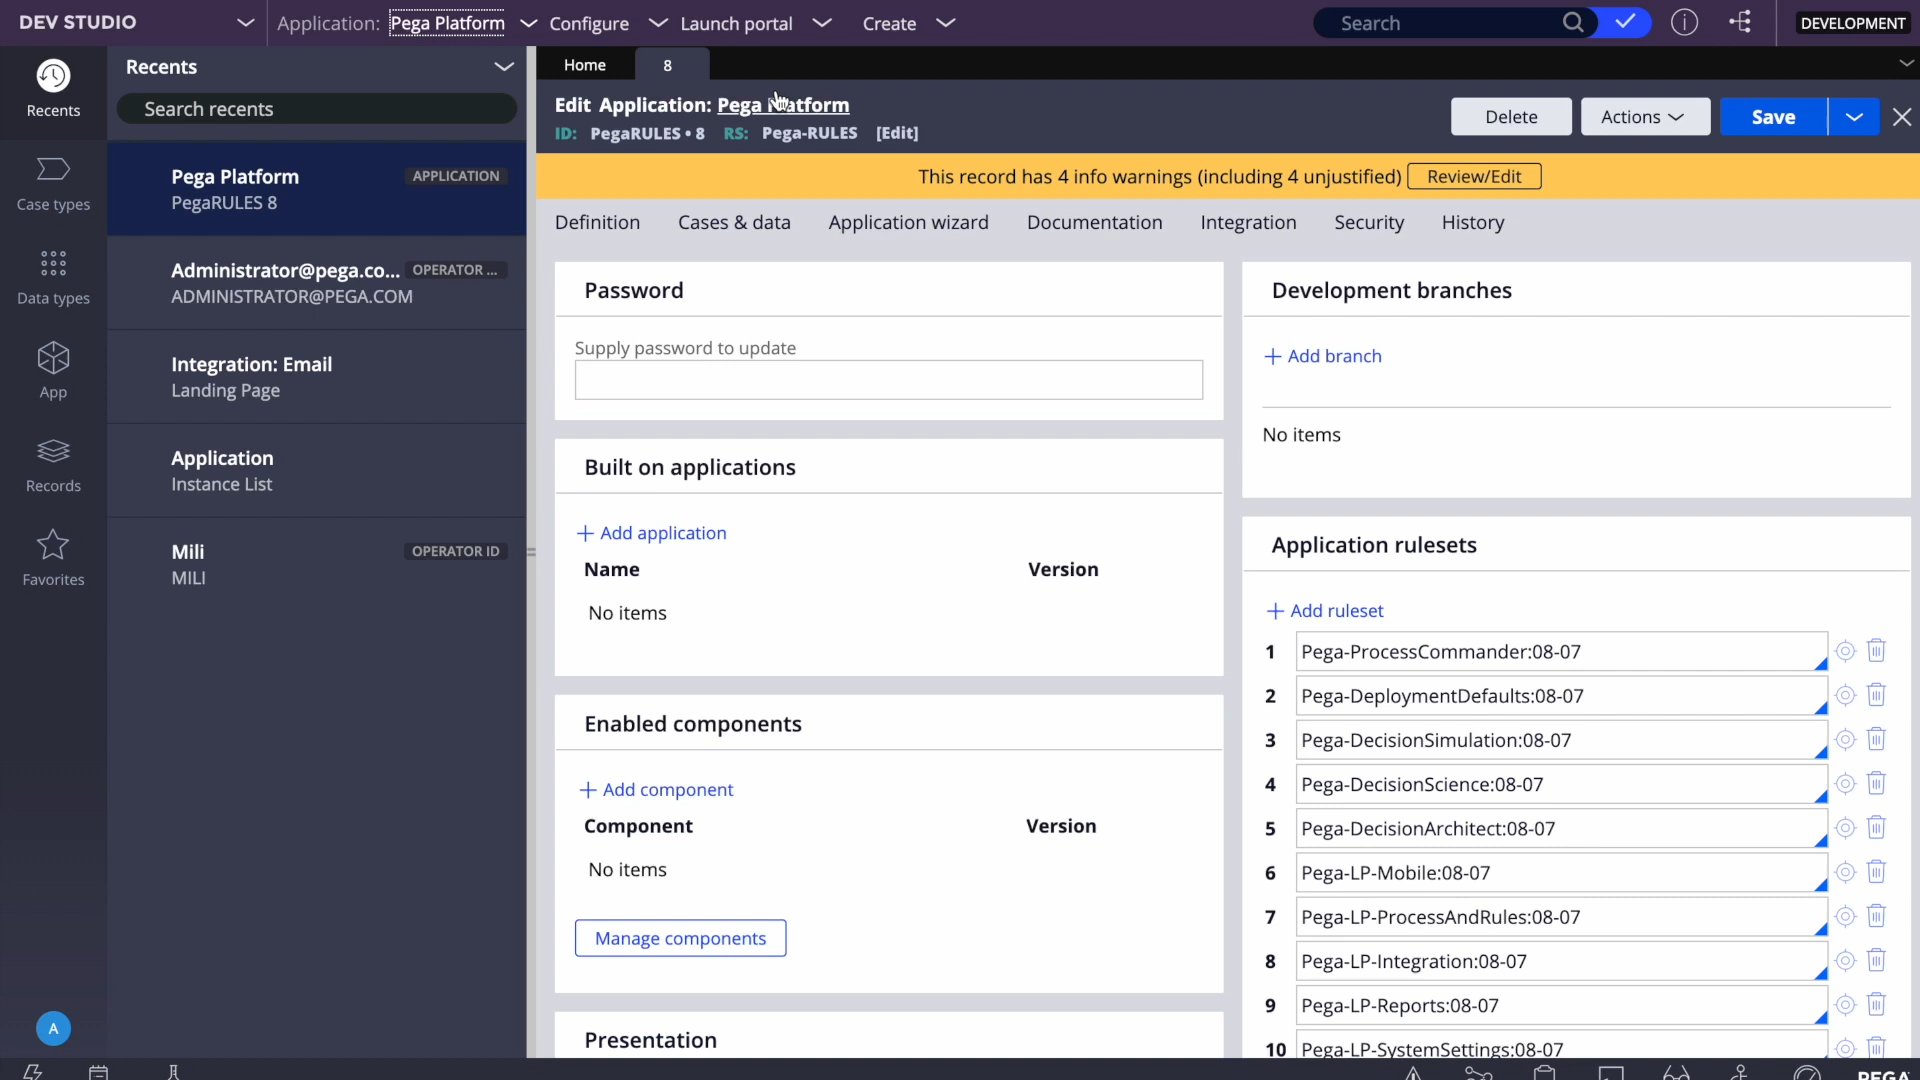 DEV STUDIO
Application: Pega Platform
Configure
Launch portal
Create
Search
DEVELOPMENT
Recents
Case types
Data types
App
Records
Favorites
A
Recents
Search recents
Pega Platform APPLICATION
PegaRULES 8
Administrator@pega.co... OPERATOR ...
ADMINISTRATOR@PEGA.COM
Integration: Email
Landing Page
Application
Instance List
Mili OPERATOR ID
MILI
Home 8
Edit Application: Pega Platform
ID: PegaRULES • 8 RS: Pega-RULES [Edit]
Delete
Actions
Save
This record has 4 info warnings (including 4 unjustified) Review/Edit
Definition Cases & data Application wizard Documentation Integration Security History
Password
Supply password to update
Built on applications
+ Add application
Name Version
No items
Enabled components
+ Add component
Component Version
No items
Manage components
Presentation
Development branches
+ Add branch
No items
Application rulesets
+ Add ruleset
1 Pega-ProcessCommander:08-07
2 Pega-DeploymentDefaults:08-07
3 Pega-DecisionSimulation:08-07
4 Pega-DecisionScience:08-07
5 Pega-DecisionArchitect:08-07
6 Pega-LP-Mobile:08-07
7 Pega-LP-ProcessAndRules:08-07
8 Pega-LP-Integration:08-07
9 Pega-LP-Reports:08-07
10 Pega-LP-SystemSettings:08-07
PEGA